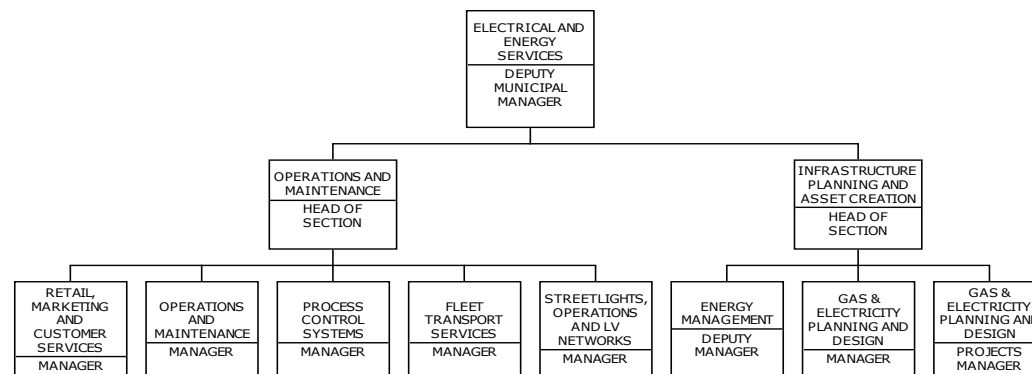 ELECTRICAL AND
ENERGY
SERVICES
DEPUTY
MUNICIPAL
MANAGER
OPERATIONS AND
MAINTENANCE
HEAD OF
SECTION
INFRASTRUCTURE
PLANNING AND
ASSET CREATION
HEAD OF
SECTION
RETAIL,
MARKETING
AND
CUSTOMER
SERVICES
MANAGER
OPERATIONS
AND
MAINTENANCE
MANAGER
PROCESS
CONTROL
SYSTEMS
MANAGER
FLEET
TRANSPORT
SERVICES
MANAGER
STREETLIGHTS,
OPERATIONS
AND LV
NETWORKS
MANAGER
ENERGY
MANAGEMENT
DEPUTY
MANAGER
GAS &
ELECTRICITY
PLANNING AND
DESIGN
MANAGER
GAS &
ELECTRICITY
PLANNING AND
DESIGN
PROJECTS
MANAGER